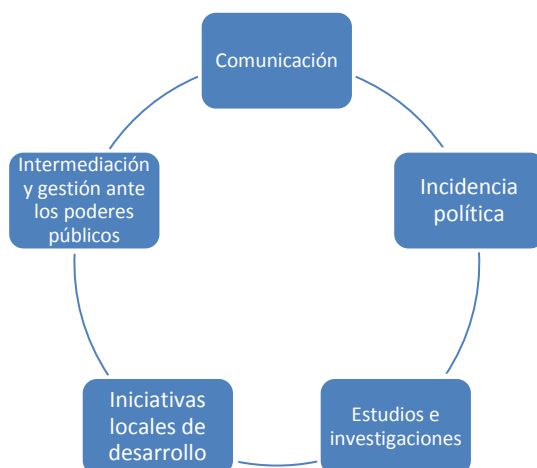 Comunicación
Incidencia
política
Estudios e
investigaciones
Iniciativas
locales de
desarrollo
Intermediación
y gestión ante
los poderes
públicos